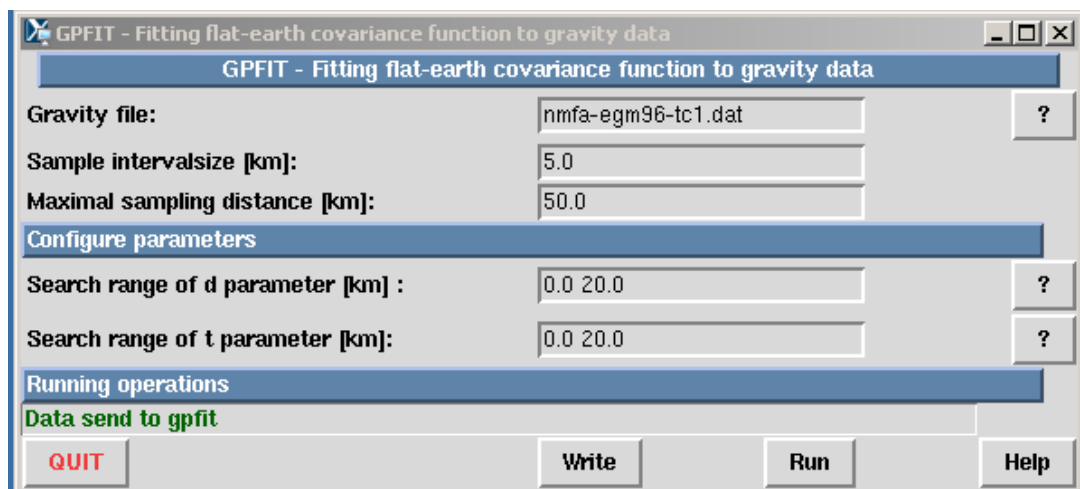 GPFIT - Fitting flat-earth covariance function to gravity data
GPFIT - Fitting flat-earth covariance function to gravity data
Gravity file: nmfa-egm96-tc1.dat ?
Sample intervalsize [km]: 5.0
Maximal sampling distance [km]: 50.0
Configure parameters
Search range of d parameter [km] : 0.0 20.0 ?
Search range of t parameter [km]: 0.0 20.0 ?
Running operations
Data send to gpfit
QUIT Write Run Help